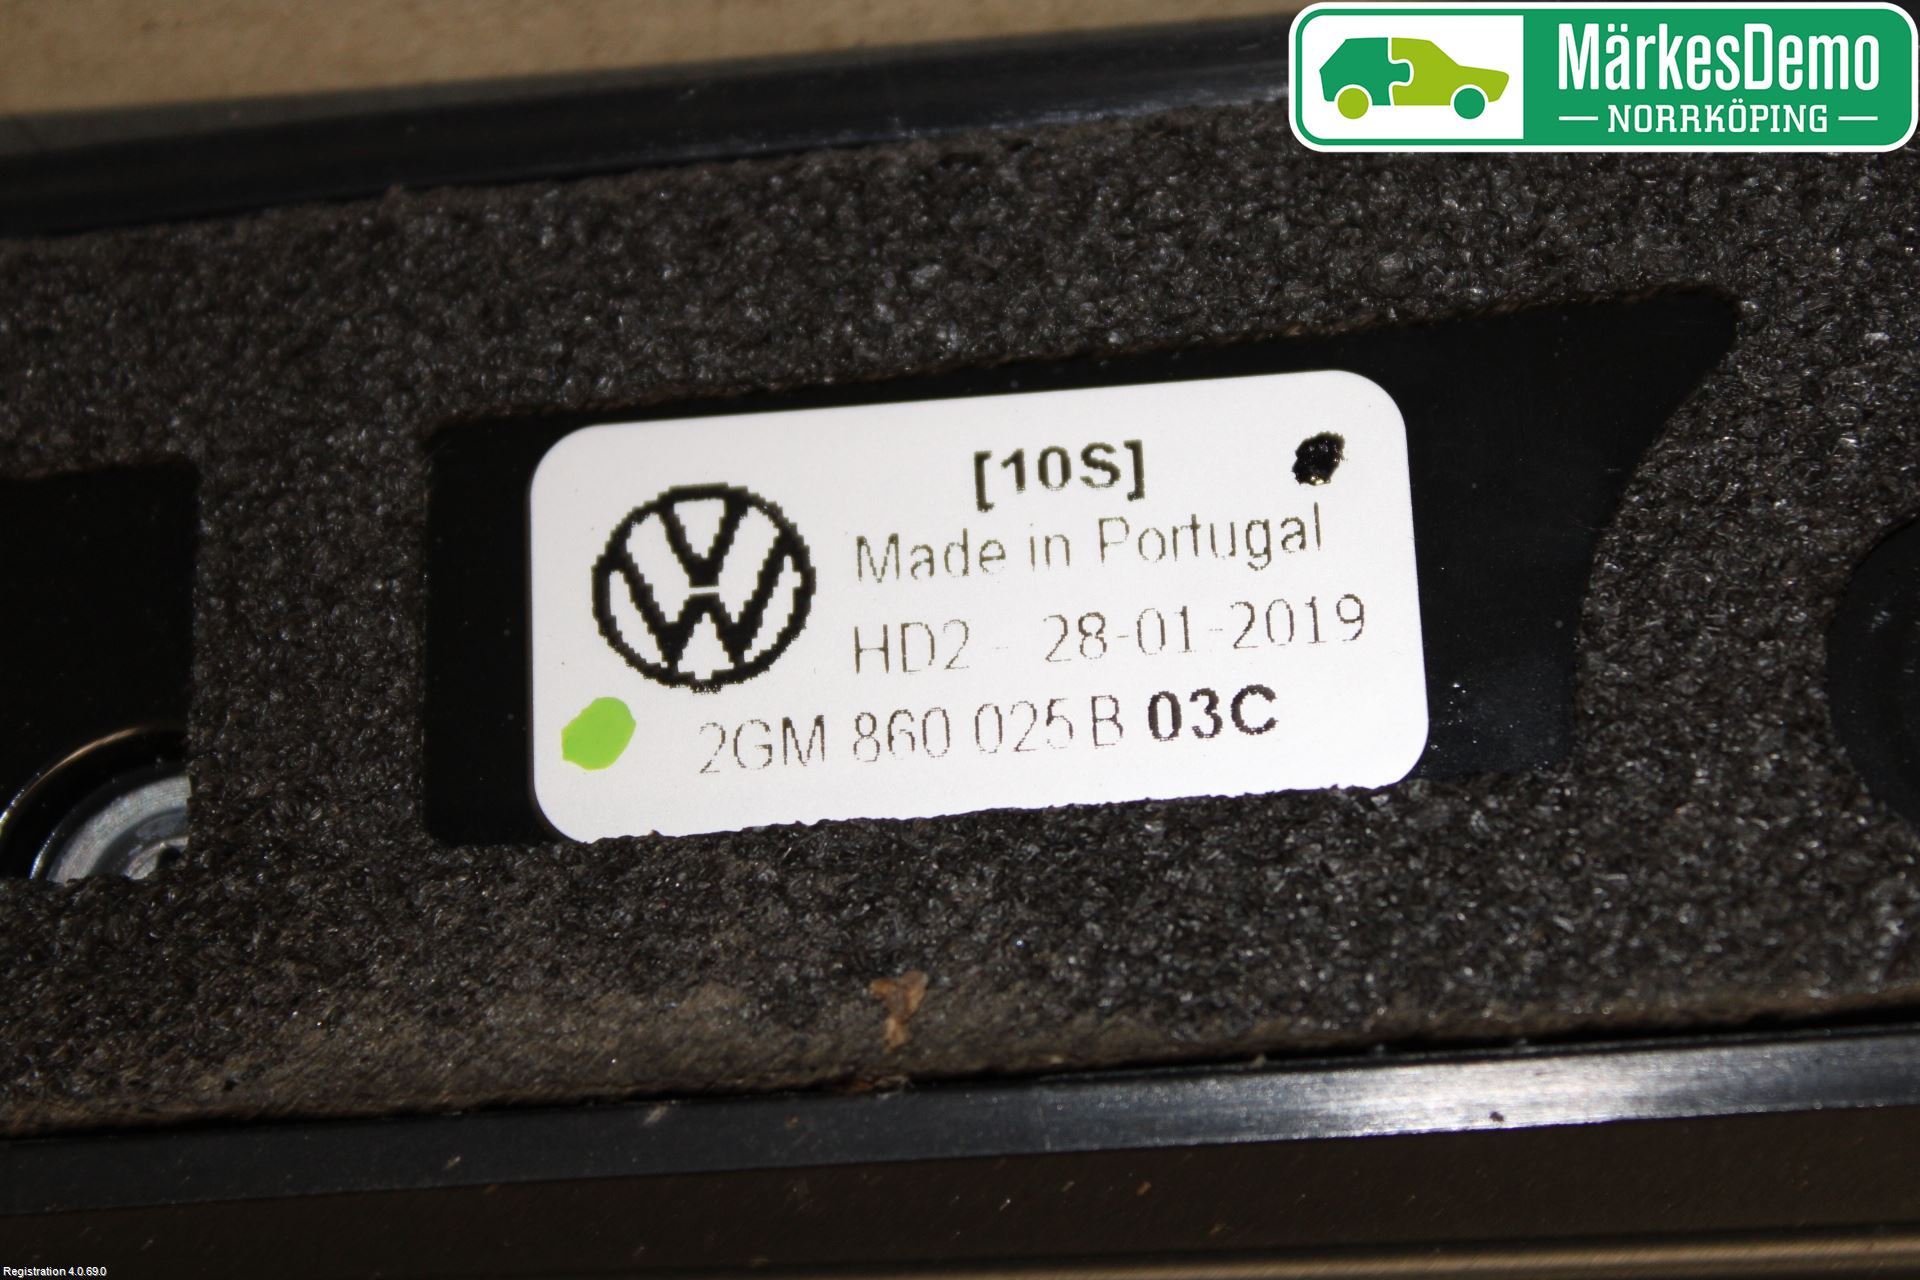 MärkesDemo
NORRKÖPING
[10S]
Made in Portugal
HD2 - 28-01-2019
2GM 860 025 B 03C
Registration 4.0.69.0